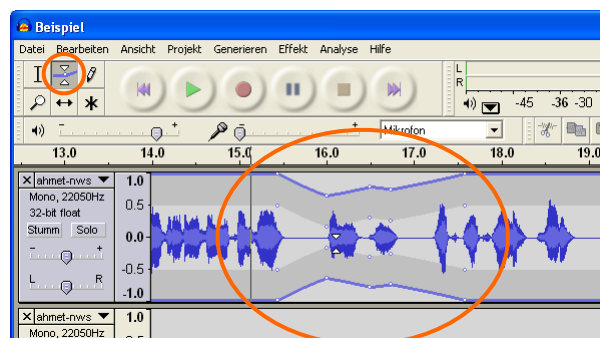 Beispiel
Datei Bearbeiten Ansicht Projekt Generieren Effekt Analyse Hilfe
L
R
-45 -36 -30
- + - + Mikrofon
13.0 14.0 15.0 16.0 17.0 18.0 19.0
ahmet-nws 1.0
Mono, 22050Hz
32-bit float 0.5
Stumm Solo
- + 0.0
L R -0.5
-1.0
ahmet-nws 1.0
Mono, 22050Hz